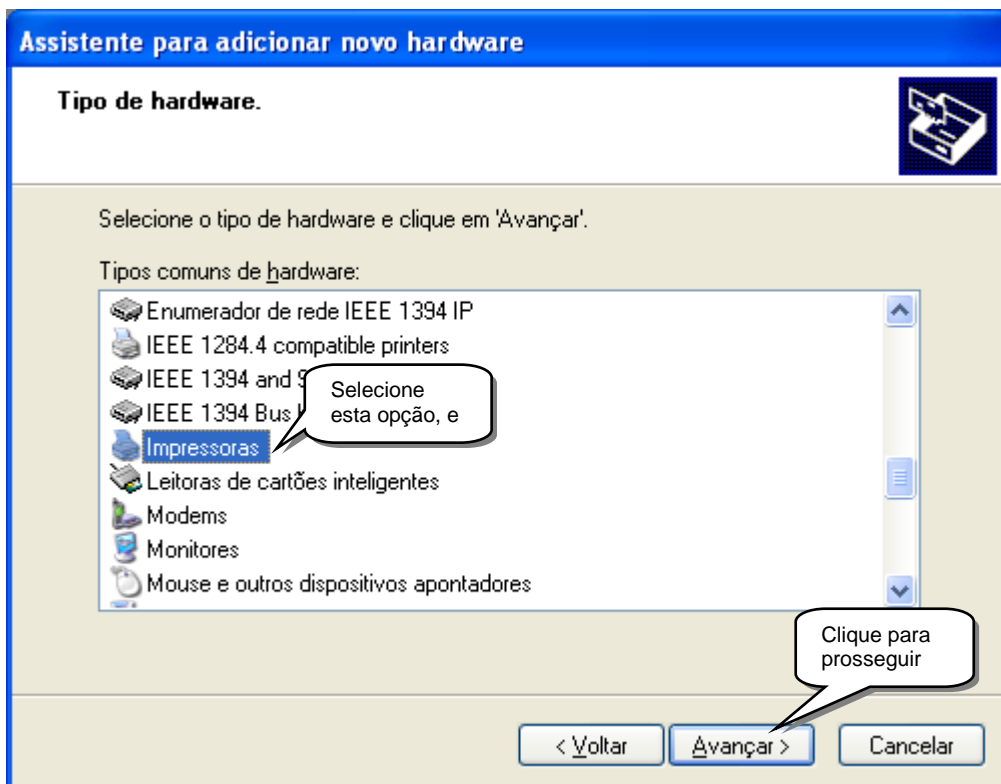 Assistente para adicionar novo hardware
Tipo de hardware.
Selecione o tipo de hardware e clique em 'Avançar'.
Tipos comuns de hardware:
Enumerador de rede IEEE 1394 IP
IEEE 1284.4 compatible printers
IEEE 1394 and
IEEE 1394 Bus
Selecione
esta opção, e
Impressoras
Leitoras de cartões inteligentes
Modems
Monitores
Mouse e outros dispositivos apontadores
Clique para
prosseguir
< Voltar
Avançar >
Cancelar